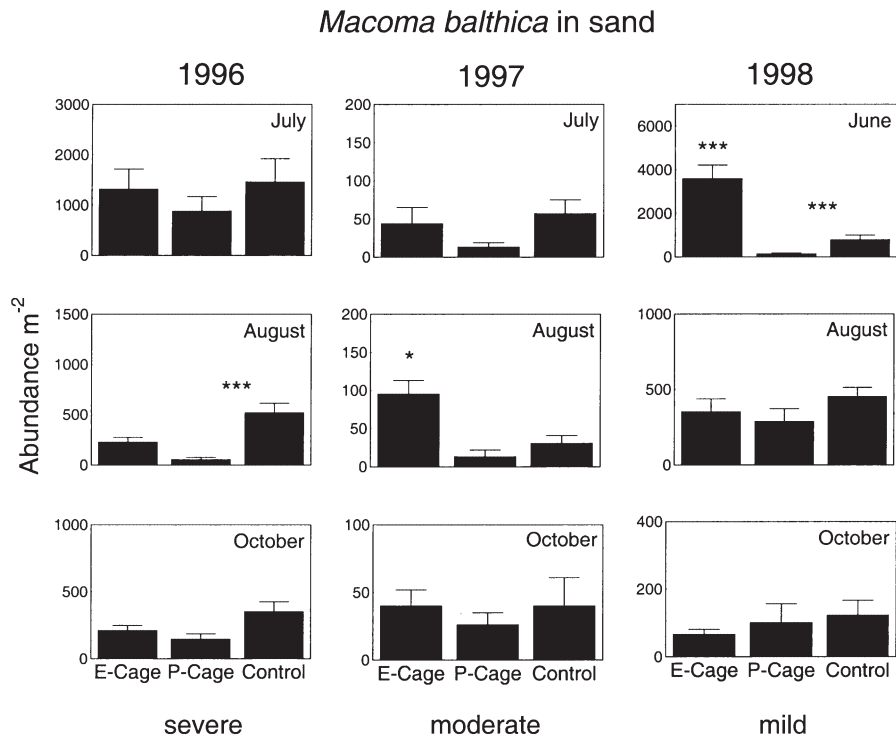 Macoma balthica in sand
1996 1997 1998
3000
2000
1000
0
July
200
150
100
50
0
July
6000
4000
2000
0
June
***
***
Abundance m⁻²
1500
1000
500
0
August
***
200
150
100
50
0
August
*
1000
500
0
August
1000
500
0
October
E-Cage P-Cage Control
100
50
0
October
E-Cage P-Cage Control
400
200
0
October
E-Cage P-Cage Control
severe moderate mild